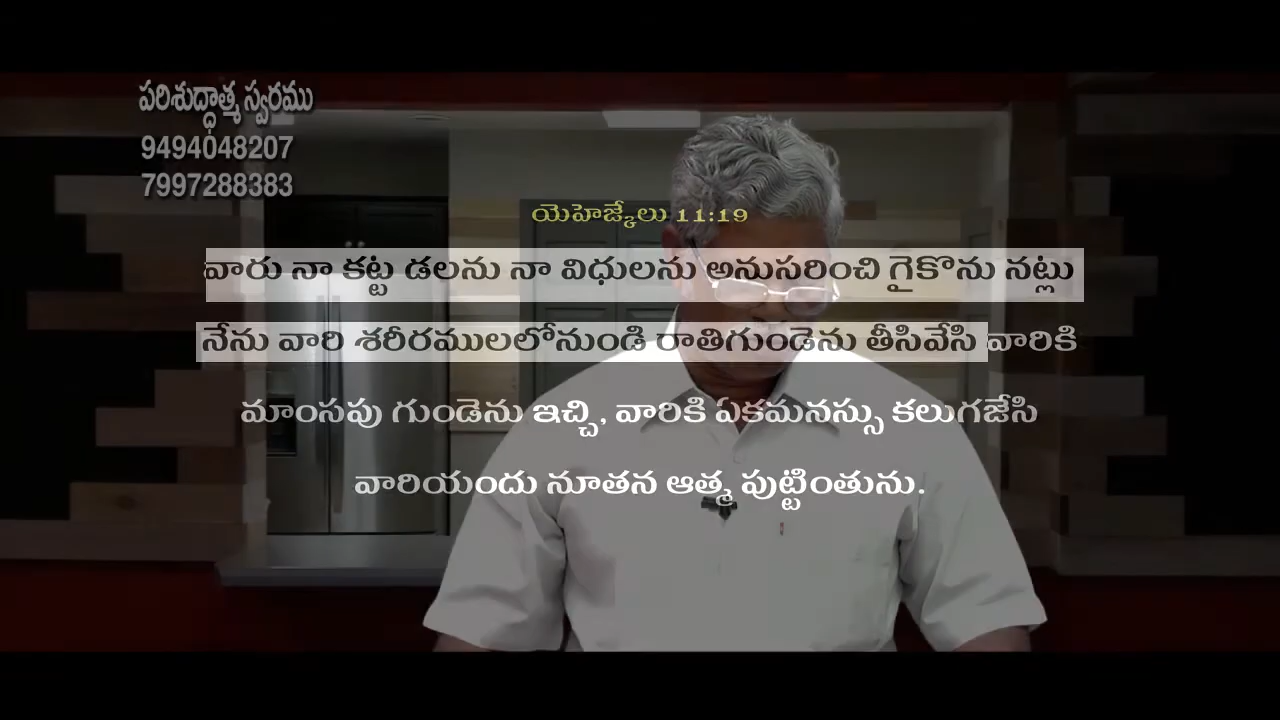 పరిశుద్ధాత్మ స్వరము
9494048207
7997288383
యెహెజ్కేలు 11:19
వారు నా కట్ట డలను నా విధులను అనుసరించి గైకొను నట్లు
నేను వారి శరీరములలోనుండి రాతిగుండెను తీసివేసి వారికి
మాంసపు గుండెను ఇచ్చి, వారికి ఏకమనస్సు కలుగజేసి
వారియందు నూతన ఆత్మ పుట్టింతును.